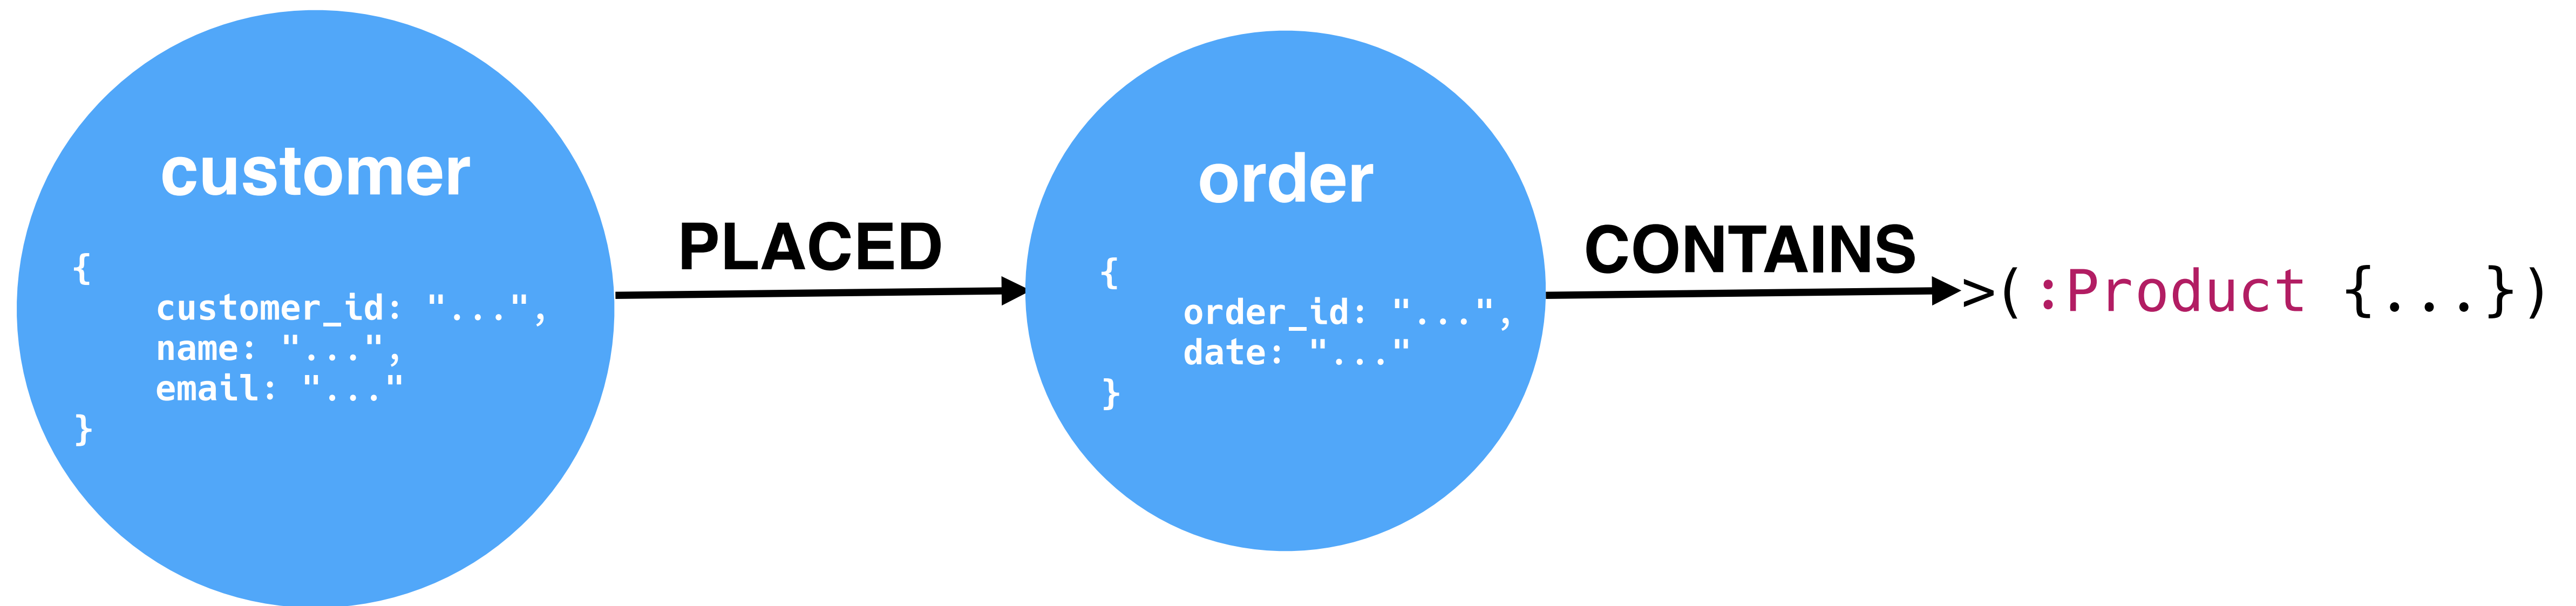 customer
{
customer_id: "...",
name: "...",
email: "..."
}
PLACED
order
{
order_id: "...",
date: "..."
}
CONTAINS
>(:Product {...})